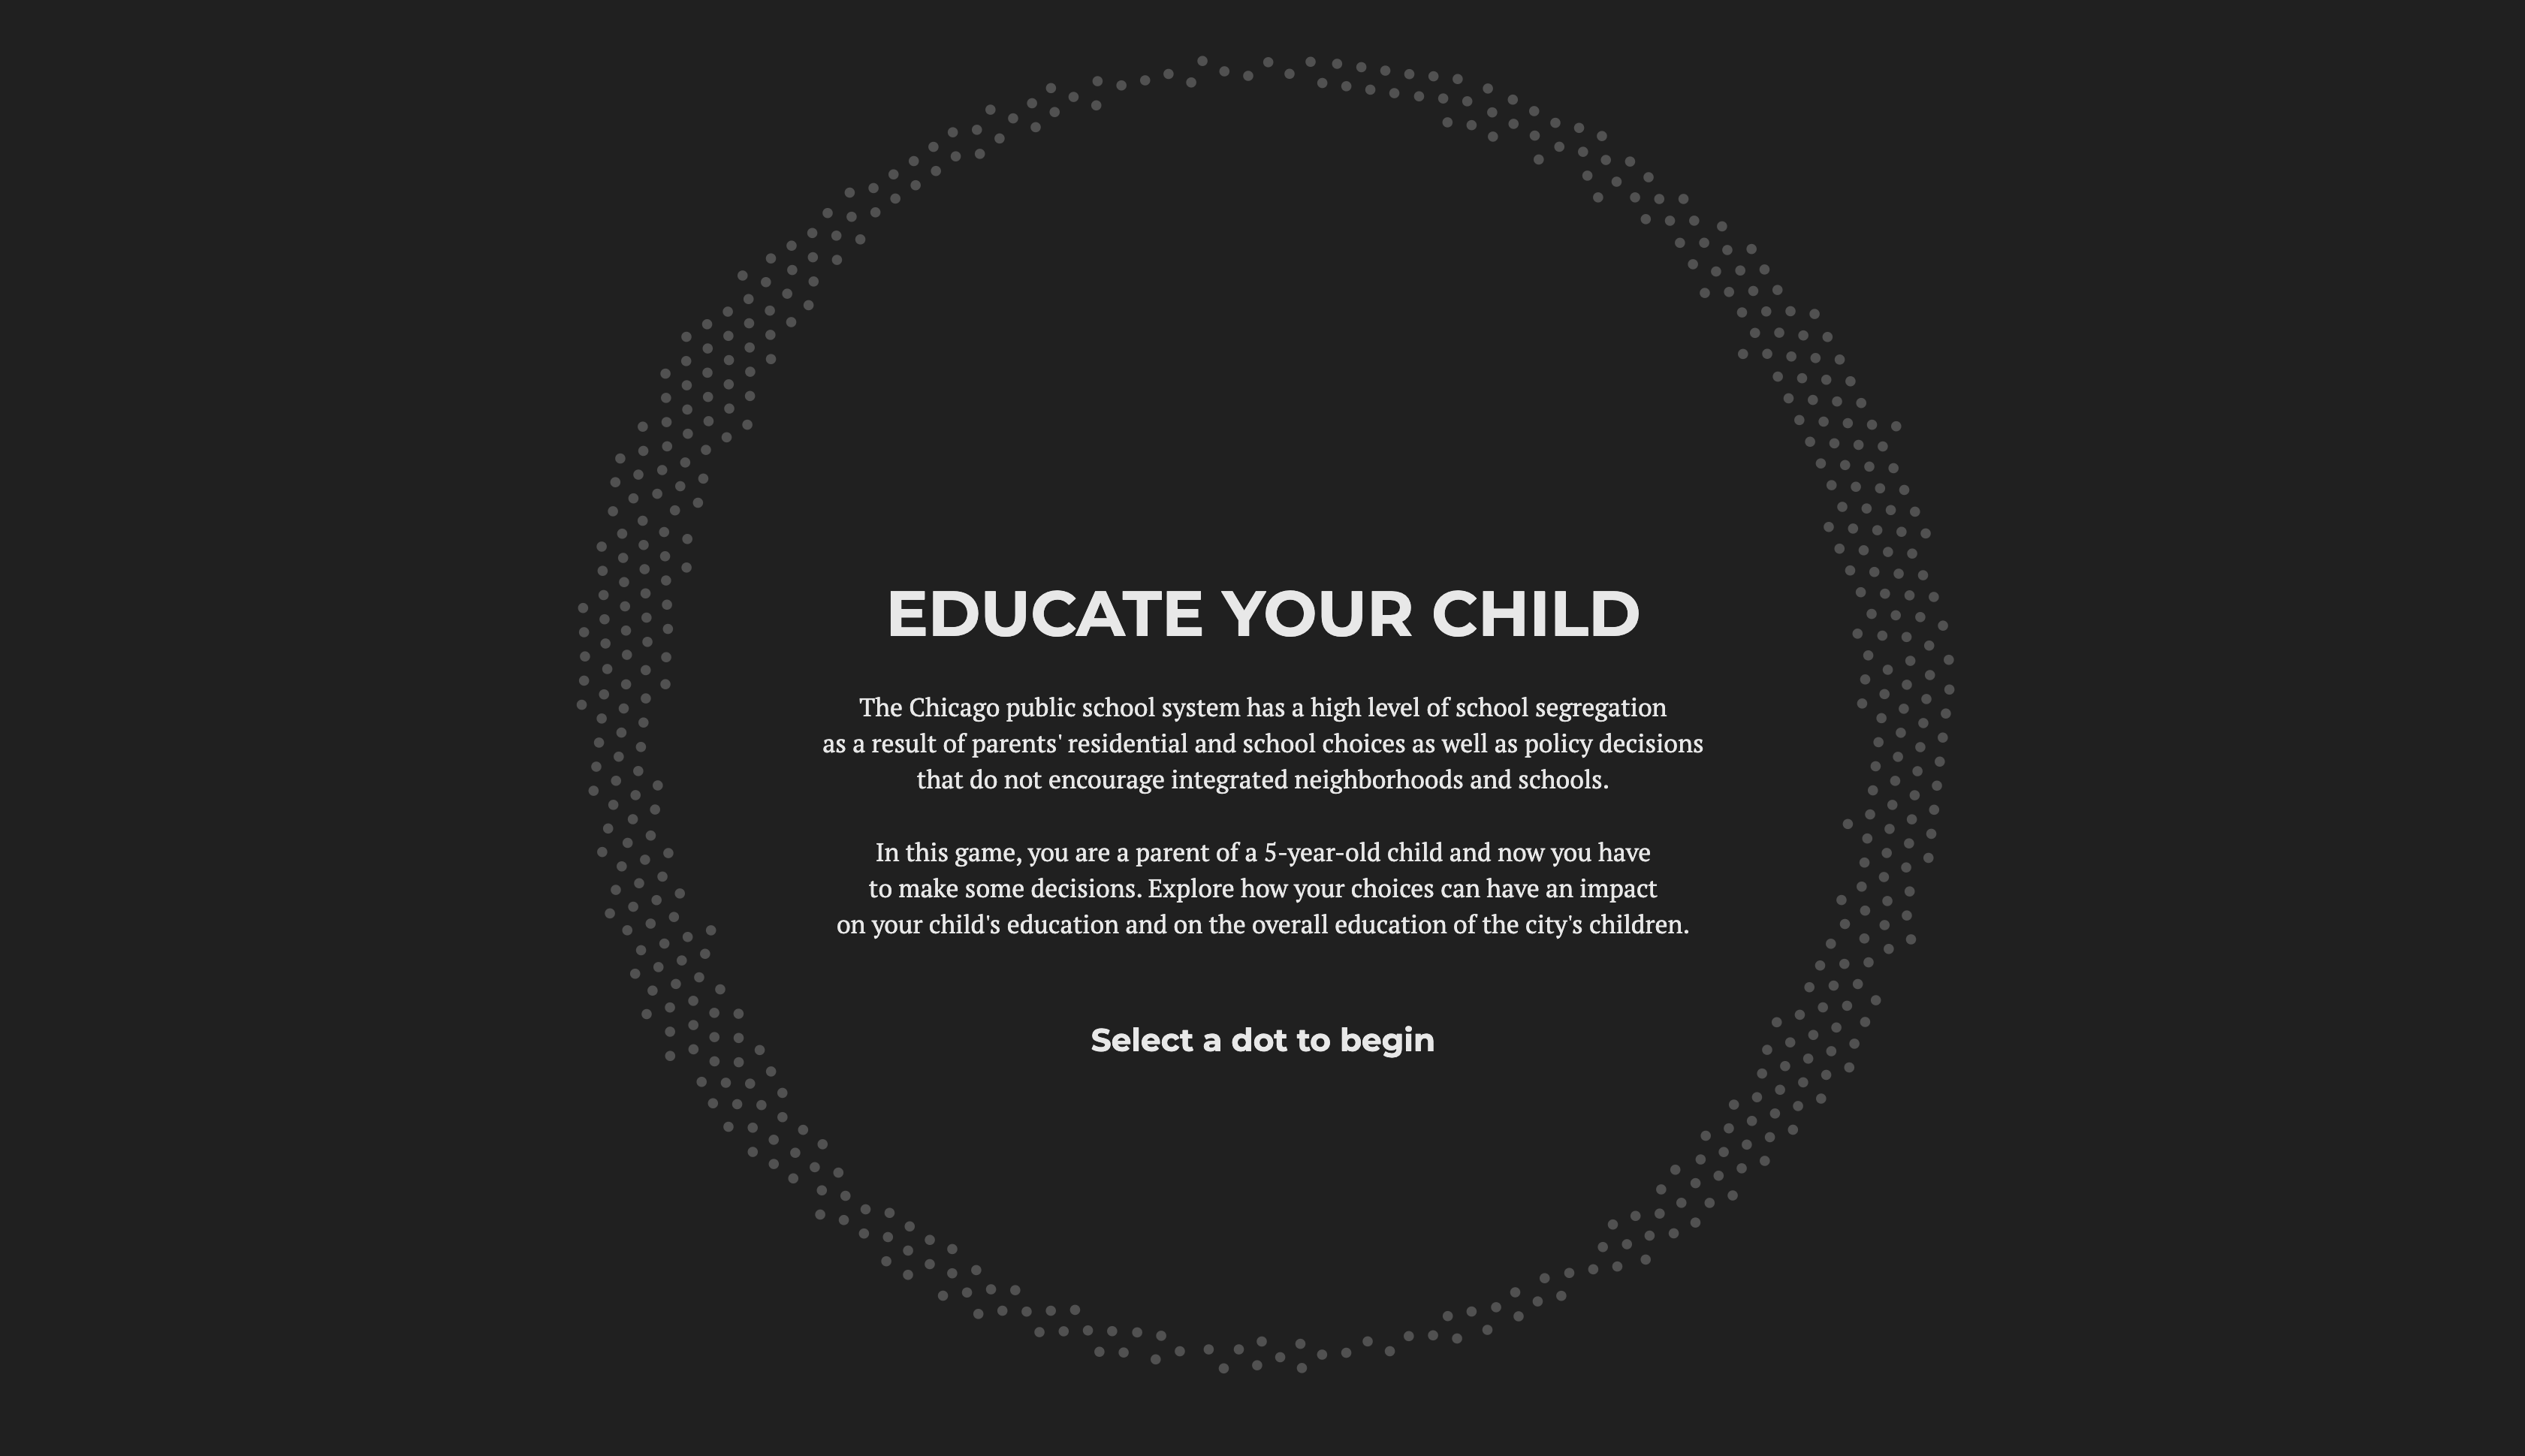 EDUCATE YOUR CHILD
The Chicago public school system has a high level of school segregation
as a result of parents' residential and school choices as well as policy decisions
that do not encourage integrated neighborhoods and schools.
In this game, you are a parent of a 5-year-old child and now you have
to make some decisions. Explore how your choices can have an impact
on your child's education and on the overall education of the city's children.
Select a dot to begin